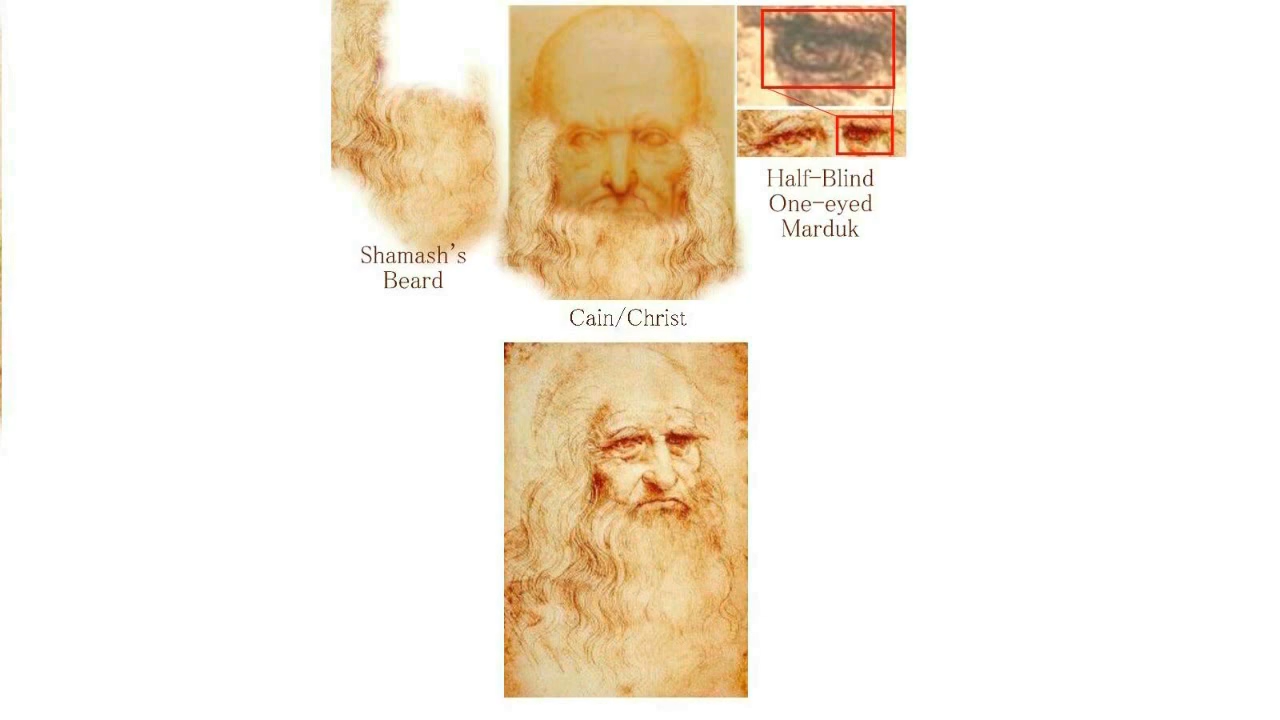 Shamash's
Beard
Cain/Christ
Half-Blind
One-eyed
Marduk